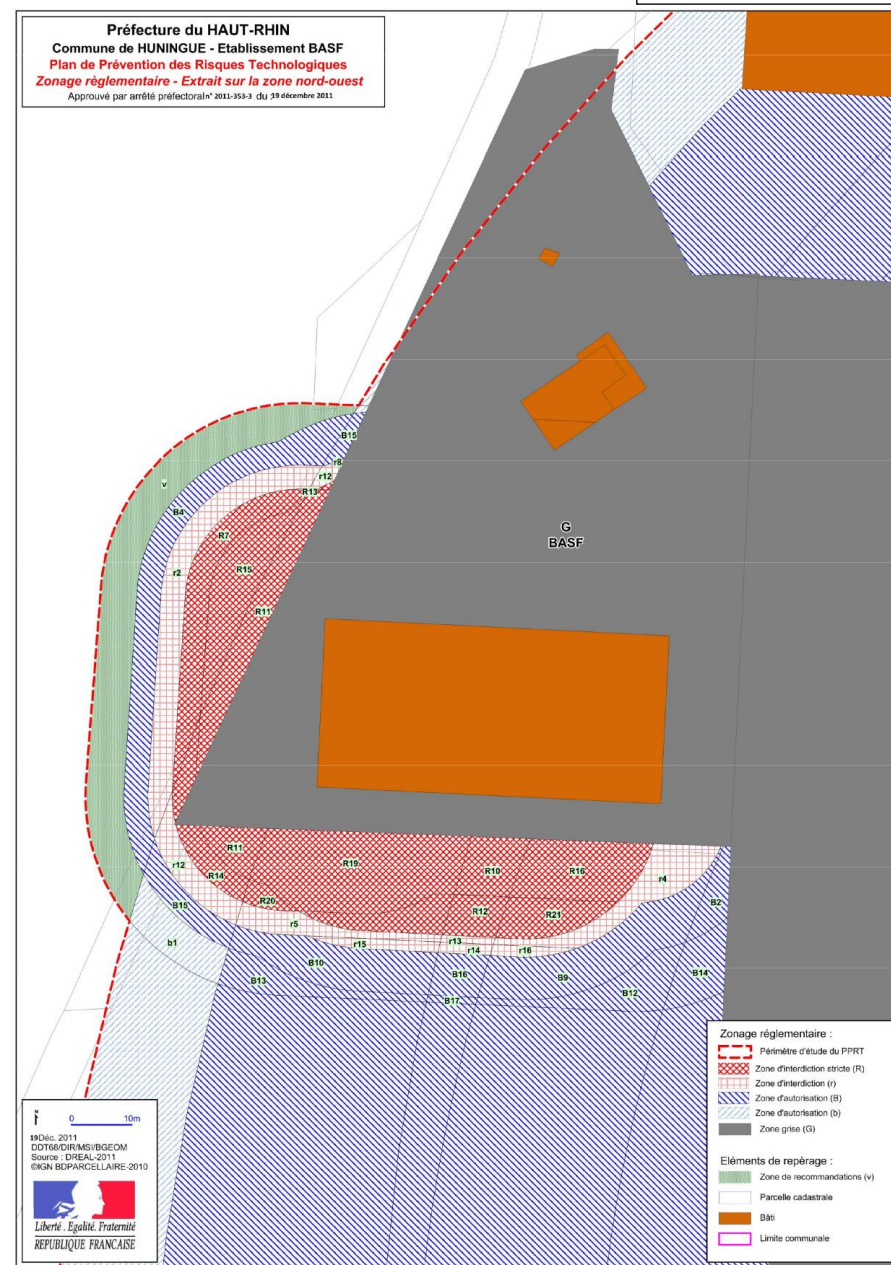 Préfecture du HAUT-RHIN
Commune de HUNINGUE - Etablissement BASF
Plan de Prévention des Risques Technologiques
Zonage règlementaire - Extrait sur la zone nord-ouest
Approuvé par arrêté préfectoral n° 2011-353-3 du 19 décembre 2011
B15
r8
r12
R13
v
B4
R7
r2
R15
R11
G
BASF
R11
R19
R10
R16
r12
R14
r4
R20
B15
R12
R21
B2
r5
b1
r15
r13
r14
r16
B10
B13
B18
B9
B14
B17
B12
N
0 10m
19 Déc. 2011
DDT68/DIR/MSI/BGEOM
Source : DREAL-2011
©IGN BDPARCELLAIRE-2010
Liberté . Egalité. Fraternité
REPUBLIQUE FRANCAISE
Zonage réglementaire :
Périmètre d'étude du PPRT
Zone d'interdiction stricte (R)
Zone d'interdiction (r)
Zone d'autorisation (B)
Zone d'autorisation (b)
Zone grise (G)
Eléments de repèrage :
Zone de recommandations (v)
Parcelle cadastrale
Bâti
Limite communale